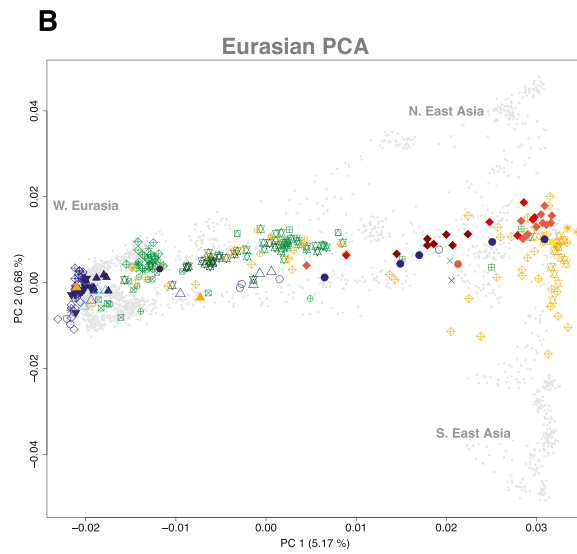 B
Eurasian PCA
N. East Asia
W. Eurasia
S. East Asia
PC 2 (0.68 %)
0.04
0.02
0.00
−0.02
−0.04
−0.02
−0.01
0.00
0.01
0.02
0.03
PC 1 (5.17 %)